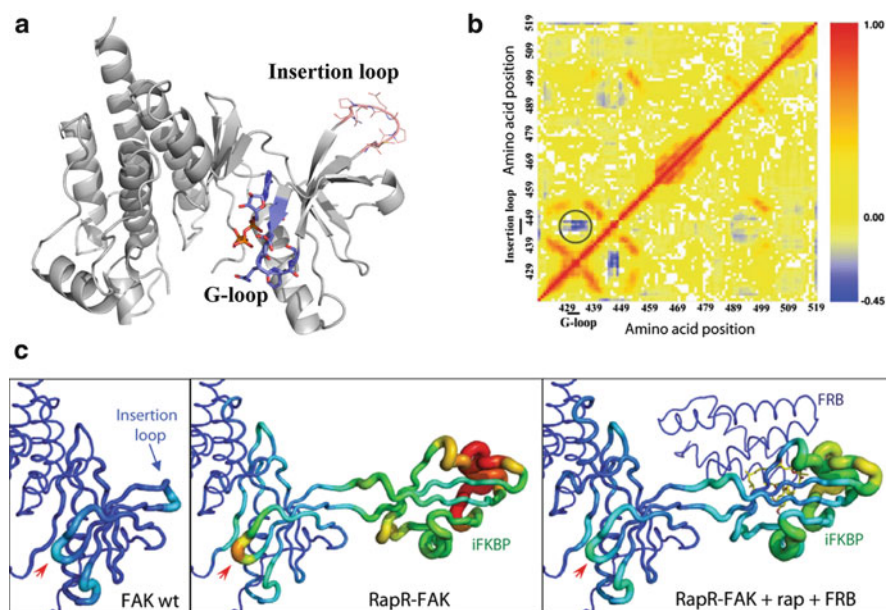 a
Insertion loop
G-loop
b
519
509
499
489
479
469
459
449
439
429
Amino acid position
Insertion loop
429 439 449 459 469 479 489 499 509 519
G-loop
Amino acid position
1.00
-0.45
c
Insertion
loop
FAK wt
iFKBP
RapR-FAK
FRB
iFKBP
RapR-FAK + rap + FRB